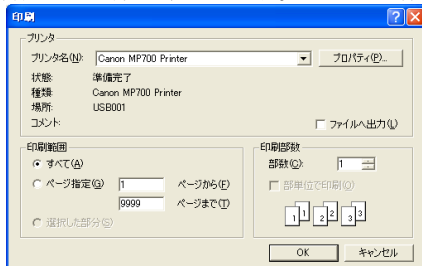 印刷
プリンタ
プリンタ名(N): Canon MP700 Printer プロパティ(P)...
状態: 準備完了
種類: Canon MP700 Printer
場所: USB001
コメント: ファイルへ出力(L)
印刷範囲
すべて(A)
ページ指定(G) 1 ページから(F)
9999 ページまで(T)
選択した部分(S)
印刷部数
部数(C): 1
部単位で印刷(O)
1 1 2 2 3 3
OK キャンセル